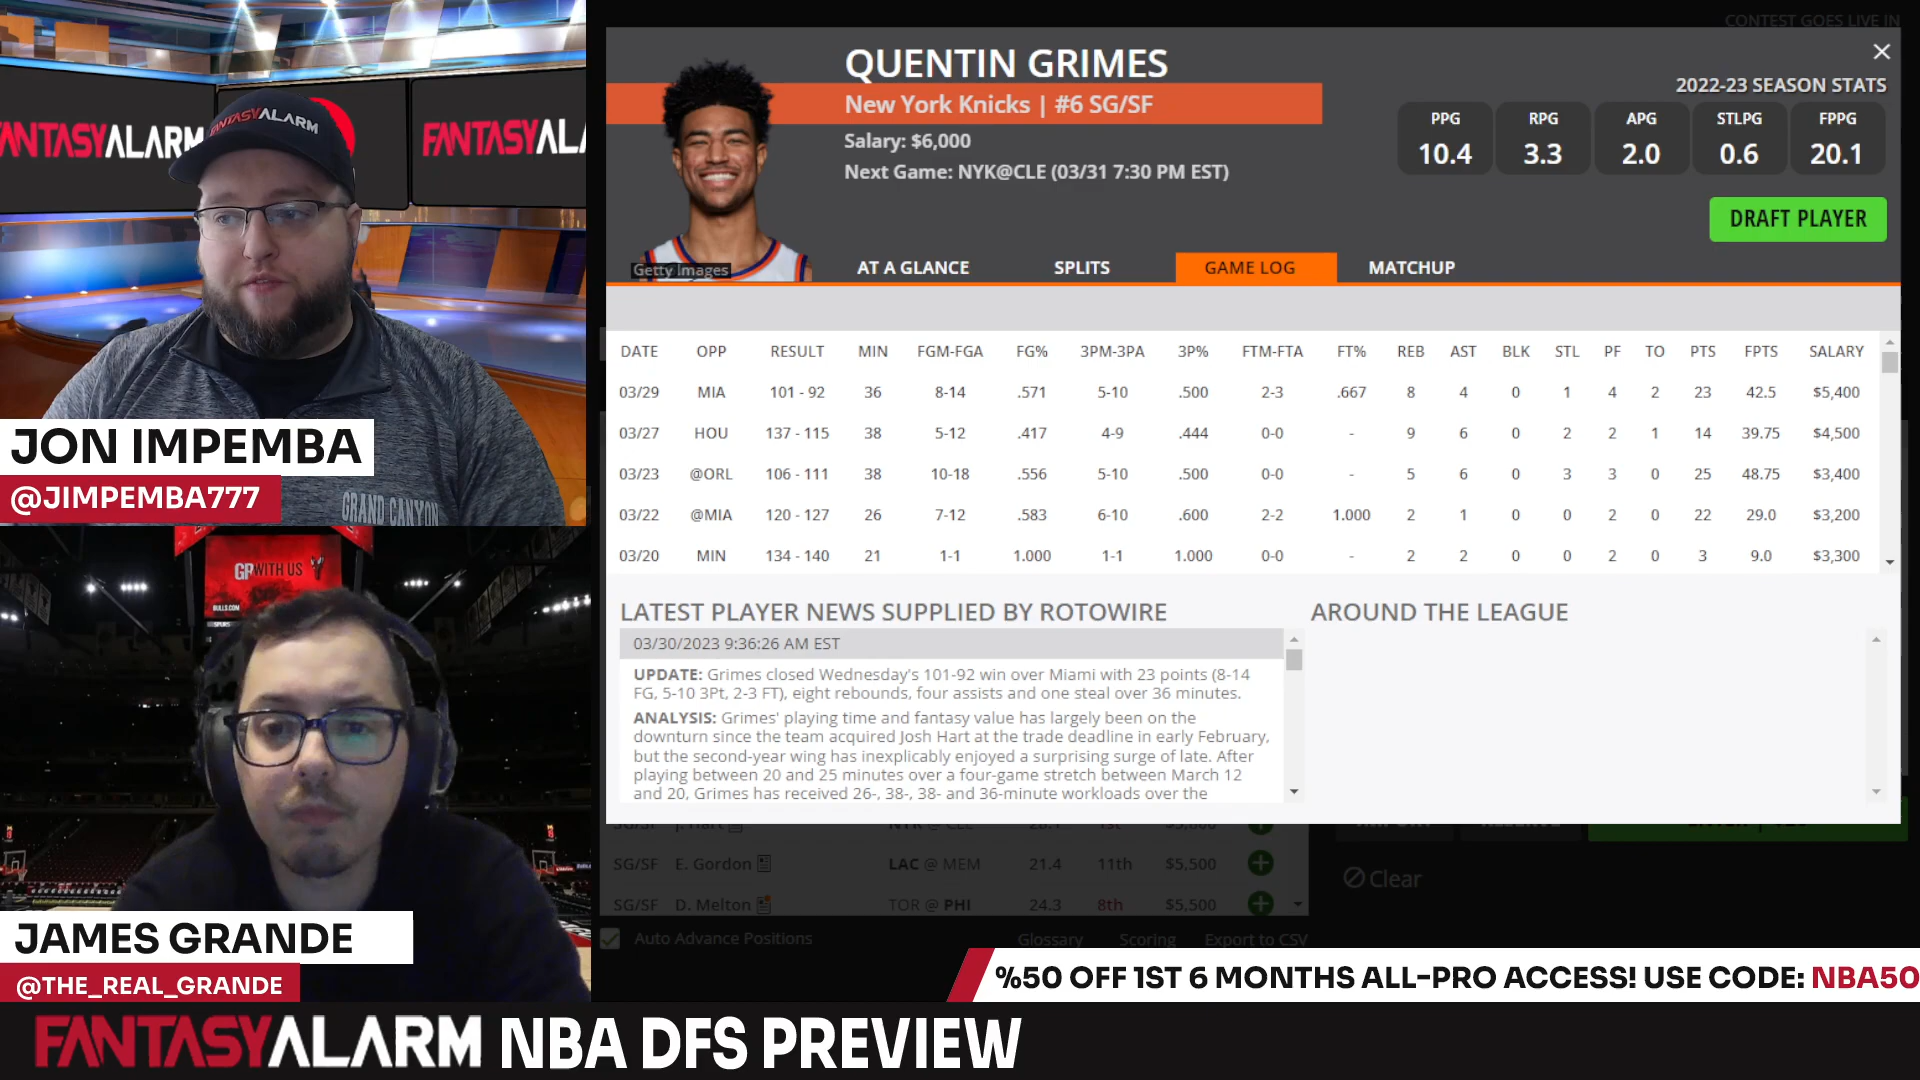 CONTEST GOES LIVE IN
FANTASYALARM
FANTASYALARM
FANTASYAL
GRAND CANYON
JON IMPEMBA
@JIMPEMBA777
WITH US
BULLS.COM
SPURS
JAMES GRANDE
@THE_REAL_GRANDE
QUENTIN GRIMES
New York Knicks | #6 SG/SF
Salary: $6,000
Next Game: NYK@CLE (03/31 7:30 PM EST)
Getty Images
2022-23 SEASON STATS
PPG RPG APG STLPG FPPG
10.4 3.3 2.0 0.6 20.1
DRAFT PLAYER
AT A GLANCE SPLITS GAME LOG MATCHUP
DATE OPP RESULT MIN FGM-FGA FG% 3PM-3PA 3P% FTM-FTA FT% REB AST BLK STL PF TO PTS FPTS SALARY
03/29 MIA 101 - 92 36 8-14 .571 5-10 .500 2-3 .667 8 4 0 1 4 2 23 42.5 $5,400
03/27 HOU 137 - 115 38 5-12 .417 4-9 .444 0-0 - 9 6 0 2 2 1 14 39.75 $4,500
03/23 @ORL 106 - 111 38 10-18 .556 5-10 .500 0-0 - 5 6 0 3 3 0 25 48.75 $3,400
03/22 @MIA 120 - 127 26 7-12 .583 6-10 .600 2-2 1.000 2 1 0 0 2 0 22 29.0 $3,200
03/20 MIN 134 - 140 21 1-1 1.000 1-1 1.000 0-0 - 2 2 0 0 2 0 3 9.0 $3,300
LATEST PLAYER NEWS SUPPLIED BY ROTOWIRE
03/30/2023 9:36:26 AM EST
UPDATE: Grimes closed Wednesday's 101-92 win over Miami with 23 points (8-14
FG, 5-10 3Pt, 2-3 FT), eight rebounds, four assists and one steal over 36 minutes.
ANALYSIS: Grimes' playing time and fantasy value has largely been on the
downturn since the team acquired Josh Hart at the trade deadline in early February,
but the second-year wing has inexplicably enjoyed a surprising surge of late. After
playing between 20 and 25 minutes over a four-game stretch between March 12
and 20, Grimes has received 26-, 38-, 38- and 36-minute workloads over the
AROUND THE LEAGUE
SG/SF E. Gordon LAC @ MEM 21.4 11th $5,500
SG/SF D. Melton TOR @ PHI 24.3 8th $5,500
Clear
Auto Advance Positions Glossary Scoring Export to CSV
%50 OFF 1ST 6 MONTHS ALL-PRO ACCESS! USE CODE: NBA50
FANTASYALARM NBA DFS PREVIEW